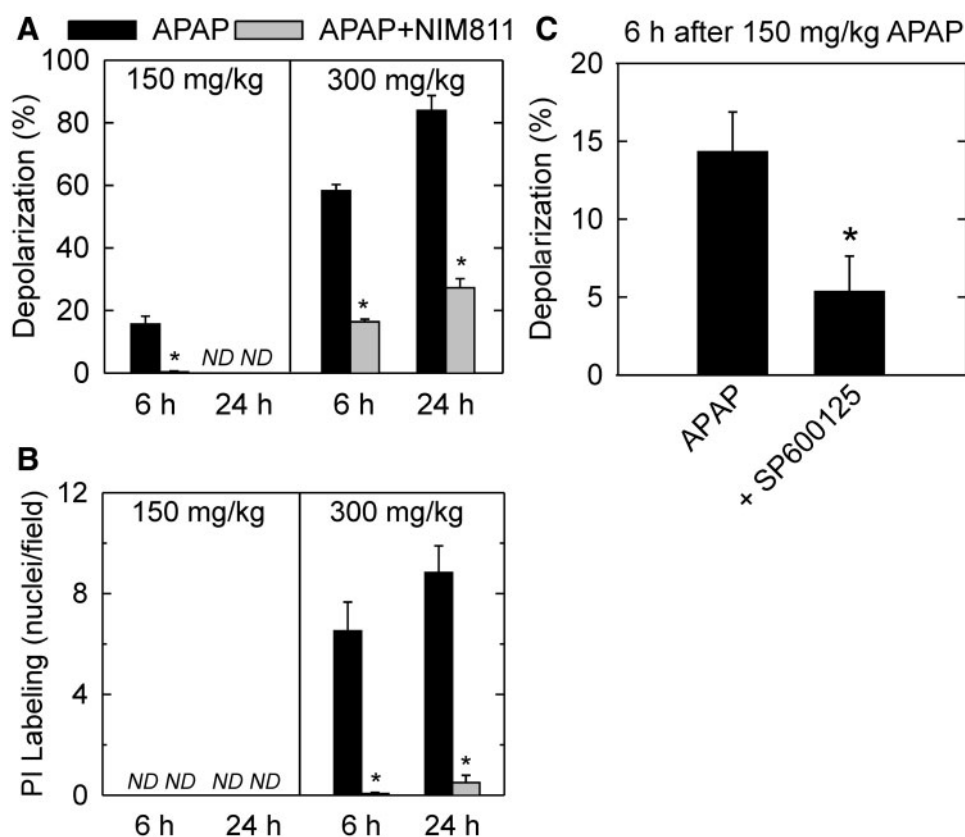 A
APAP
APAP+NIM811
Depolarization (%)
100
80
60
40
20
0
150 mg/kg
300 mg/kg
*
ND ND
*
*
6 h
24 h
6 h
24 h
B
PI Labeling (nuclei/field)
12
8
4
0
150 mg/kg
300 mg/kg
ND ND
ND ND
*
*
6 h
24 h
6 h
24 h
C
6 h after 150 mg/kg APAP
Depolarization (%)
20
15
10
5
0
*
APAP
+ SP600125